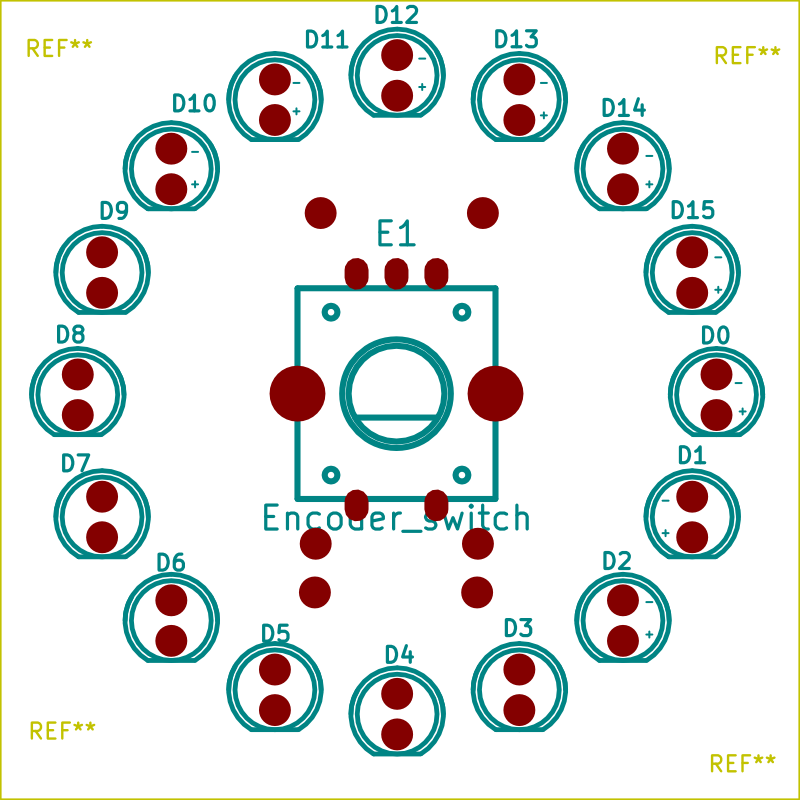 D12
D11
D13
REF**
REF**
-
+
-
+
-
+
D10
D14
-
+
-
+
D9
D15
E1
-
+
D8
D0
-
+
D7
D1
-
+
Encoder_switch
D6
D2
-
+
D5
D3
D4
REF**
REF**